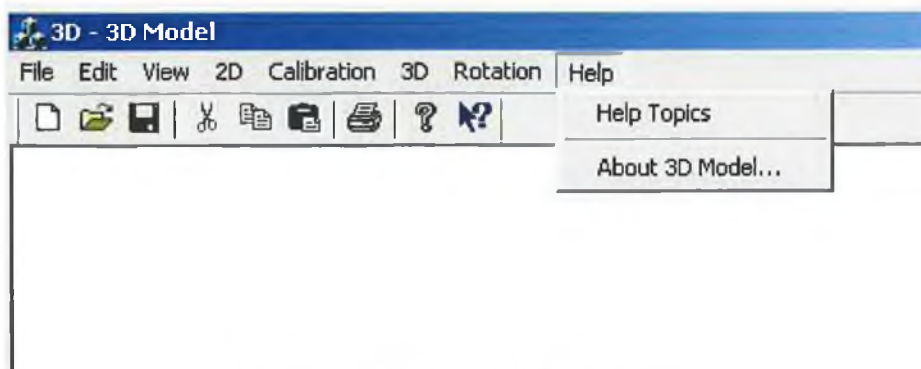 3D - 3D Model
File Edit View 2D Calibration 3D Rotation Help
Help Topics
About 3D Model...